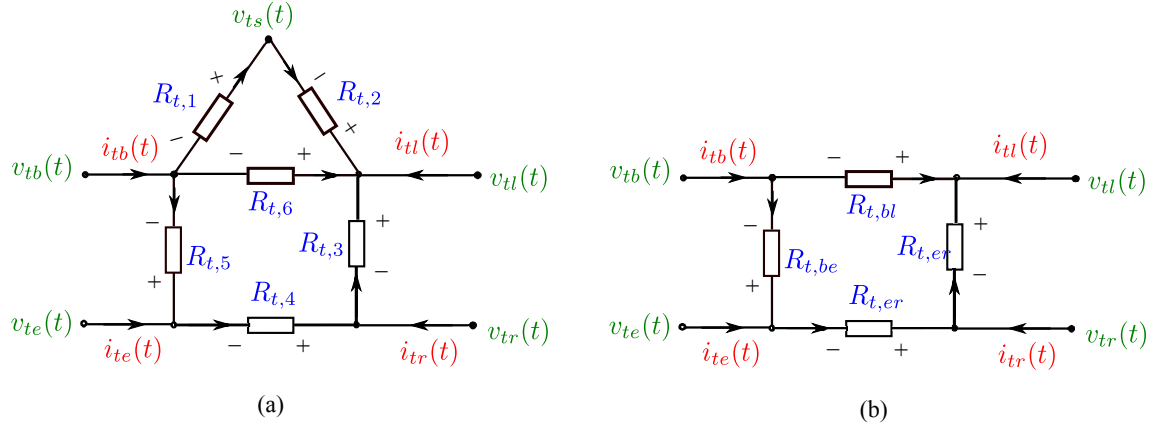 v_{ts}(t)
R_{t,1}
R_{t,2}
i_{tb}(t)
i_{tl}(t)
v_{tb}(t)
v_{tl}(t)
R_{t,6}
R_{t,5}
R_{t,3}
R_{t,4}
v_{te}(t)
v_{tr}(t)
i_{te}(t)
i_{tr}(t)
(a)
i_{tb}(t)
i_{tl}(t)
v_{tb}(t)
v_{tl}(t)
R_{t,bl}
R_{t,be}
R_{t,er}
R_{t,er}
v_{te}(t)
v_{tr}(t)
i_{te}(t)
i_{tr}(t)
(b)